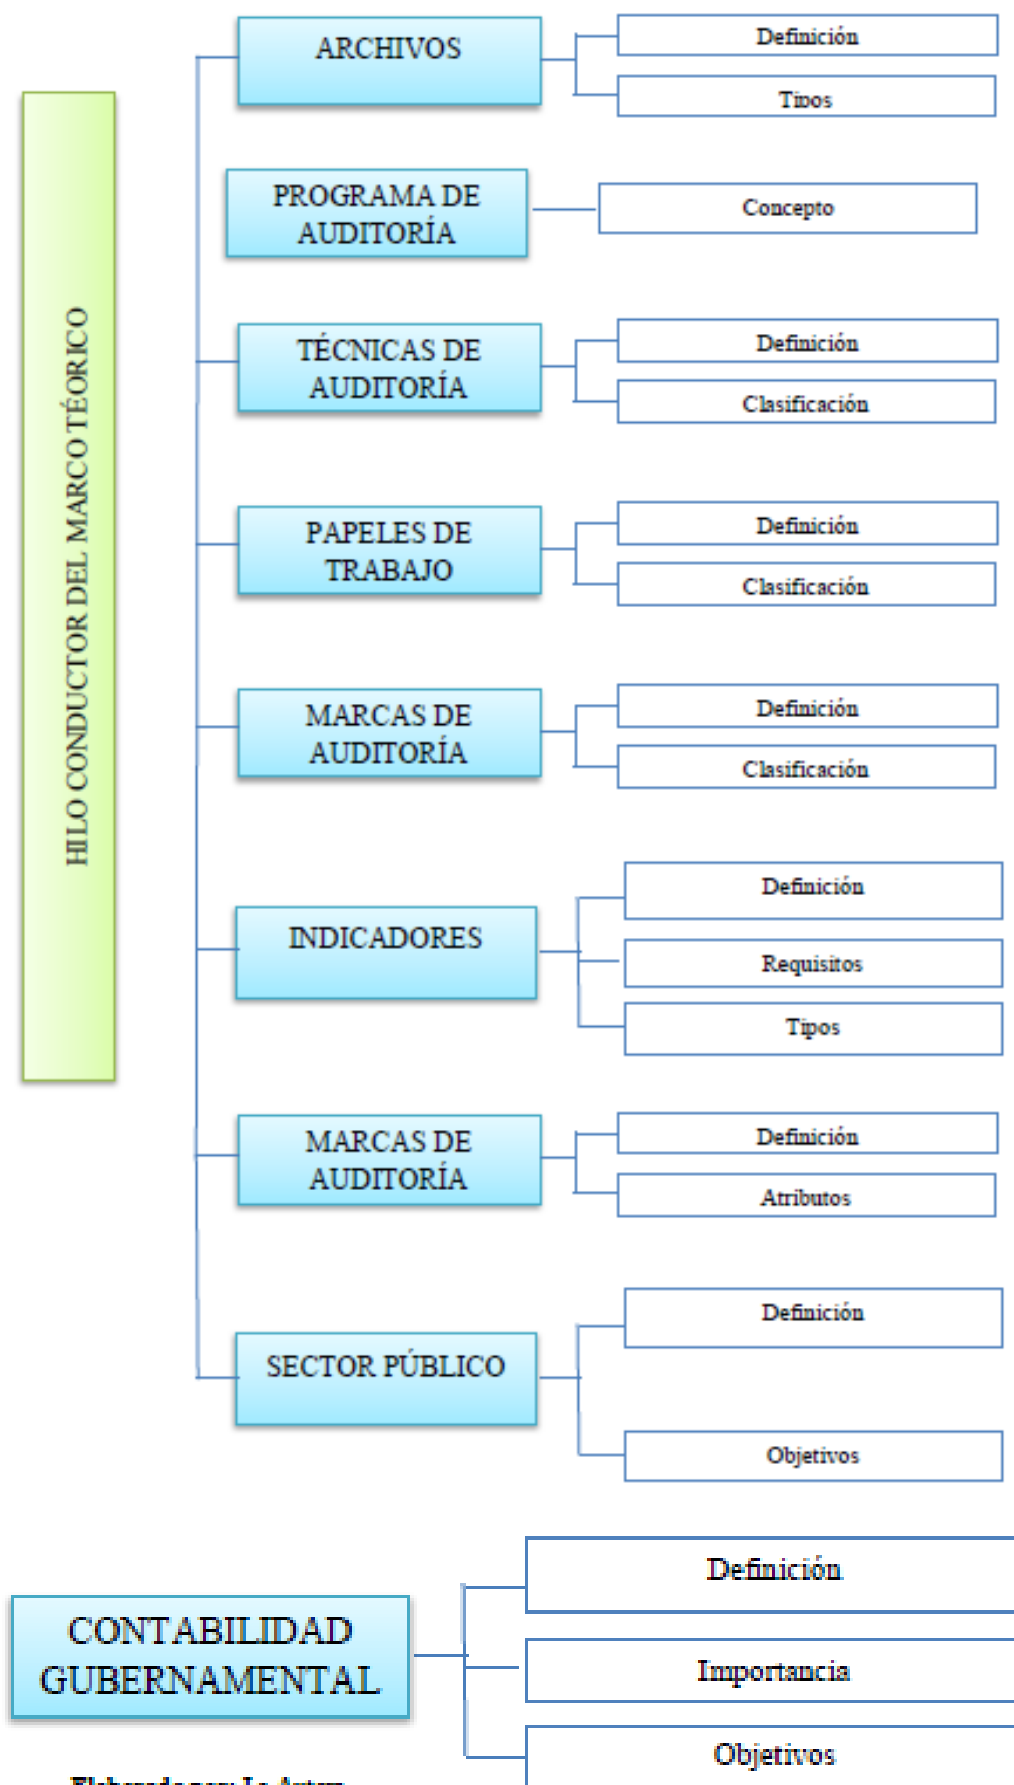 HILO CONDUCTOR DEL MARCO TÉORICO
ARCHIVOS
Definición
Tipos
PROGRAMA DE
AUDITORÍA
Concepto
TÉCNICAS DE
AUDITORÍA
Definición
Clasificación
PAPELES DE
TRABAJO
Definición
Clasificación
MARCAS DE
AUDITORÍA
Definición
Clasificación
INDICADORES
Definición
Requisitos
Tipos
MARCAS DE
AUDITORÍA
Definición
Atributos
SECTOR PÚBLICO
Definición
Objetivos
CONTABILIDAD
GUBERNAMENTAL
Definición
Importancia
Objetivos